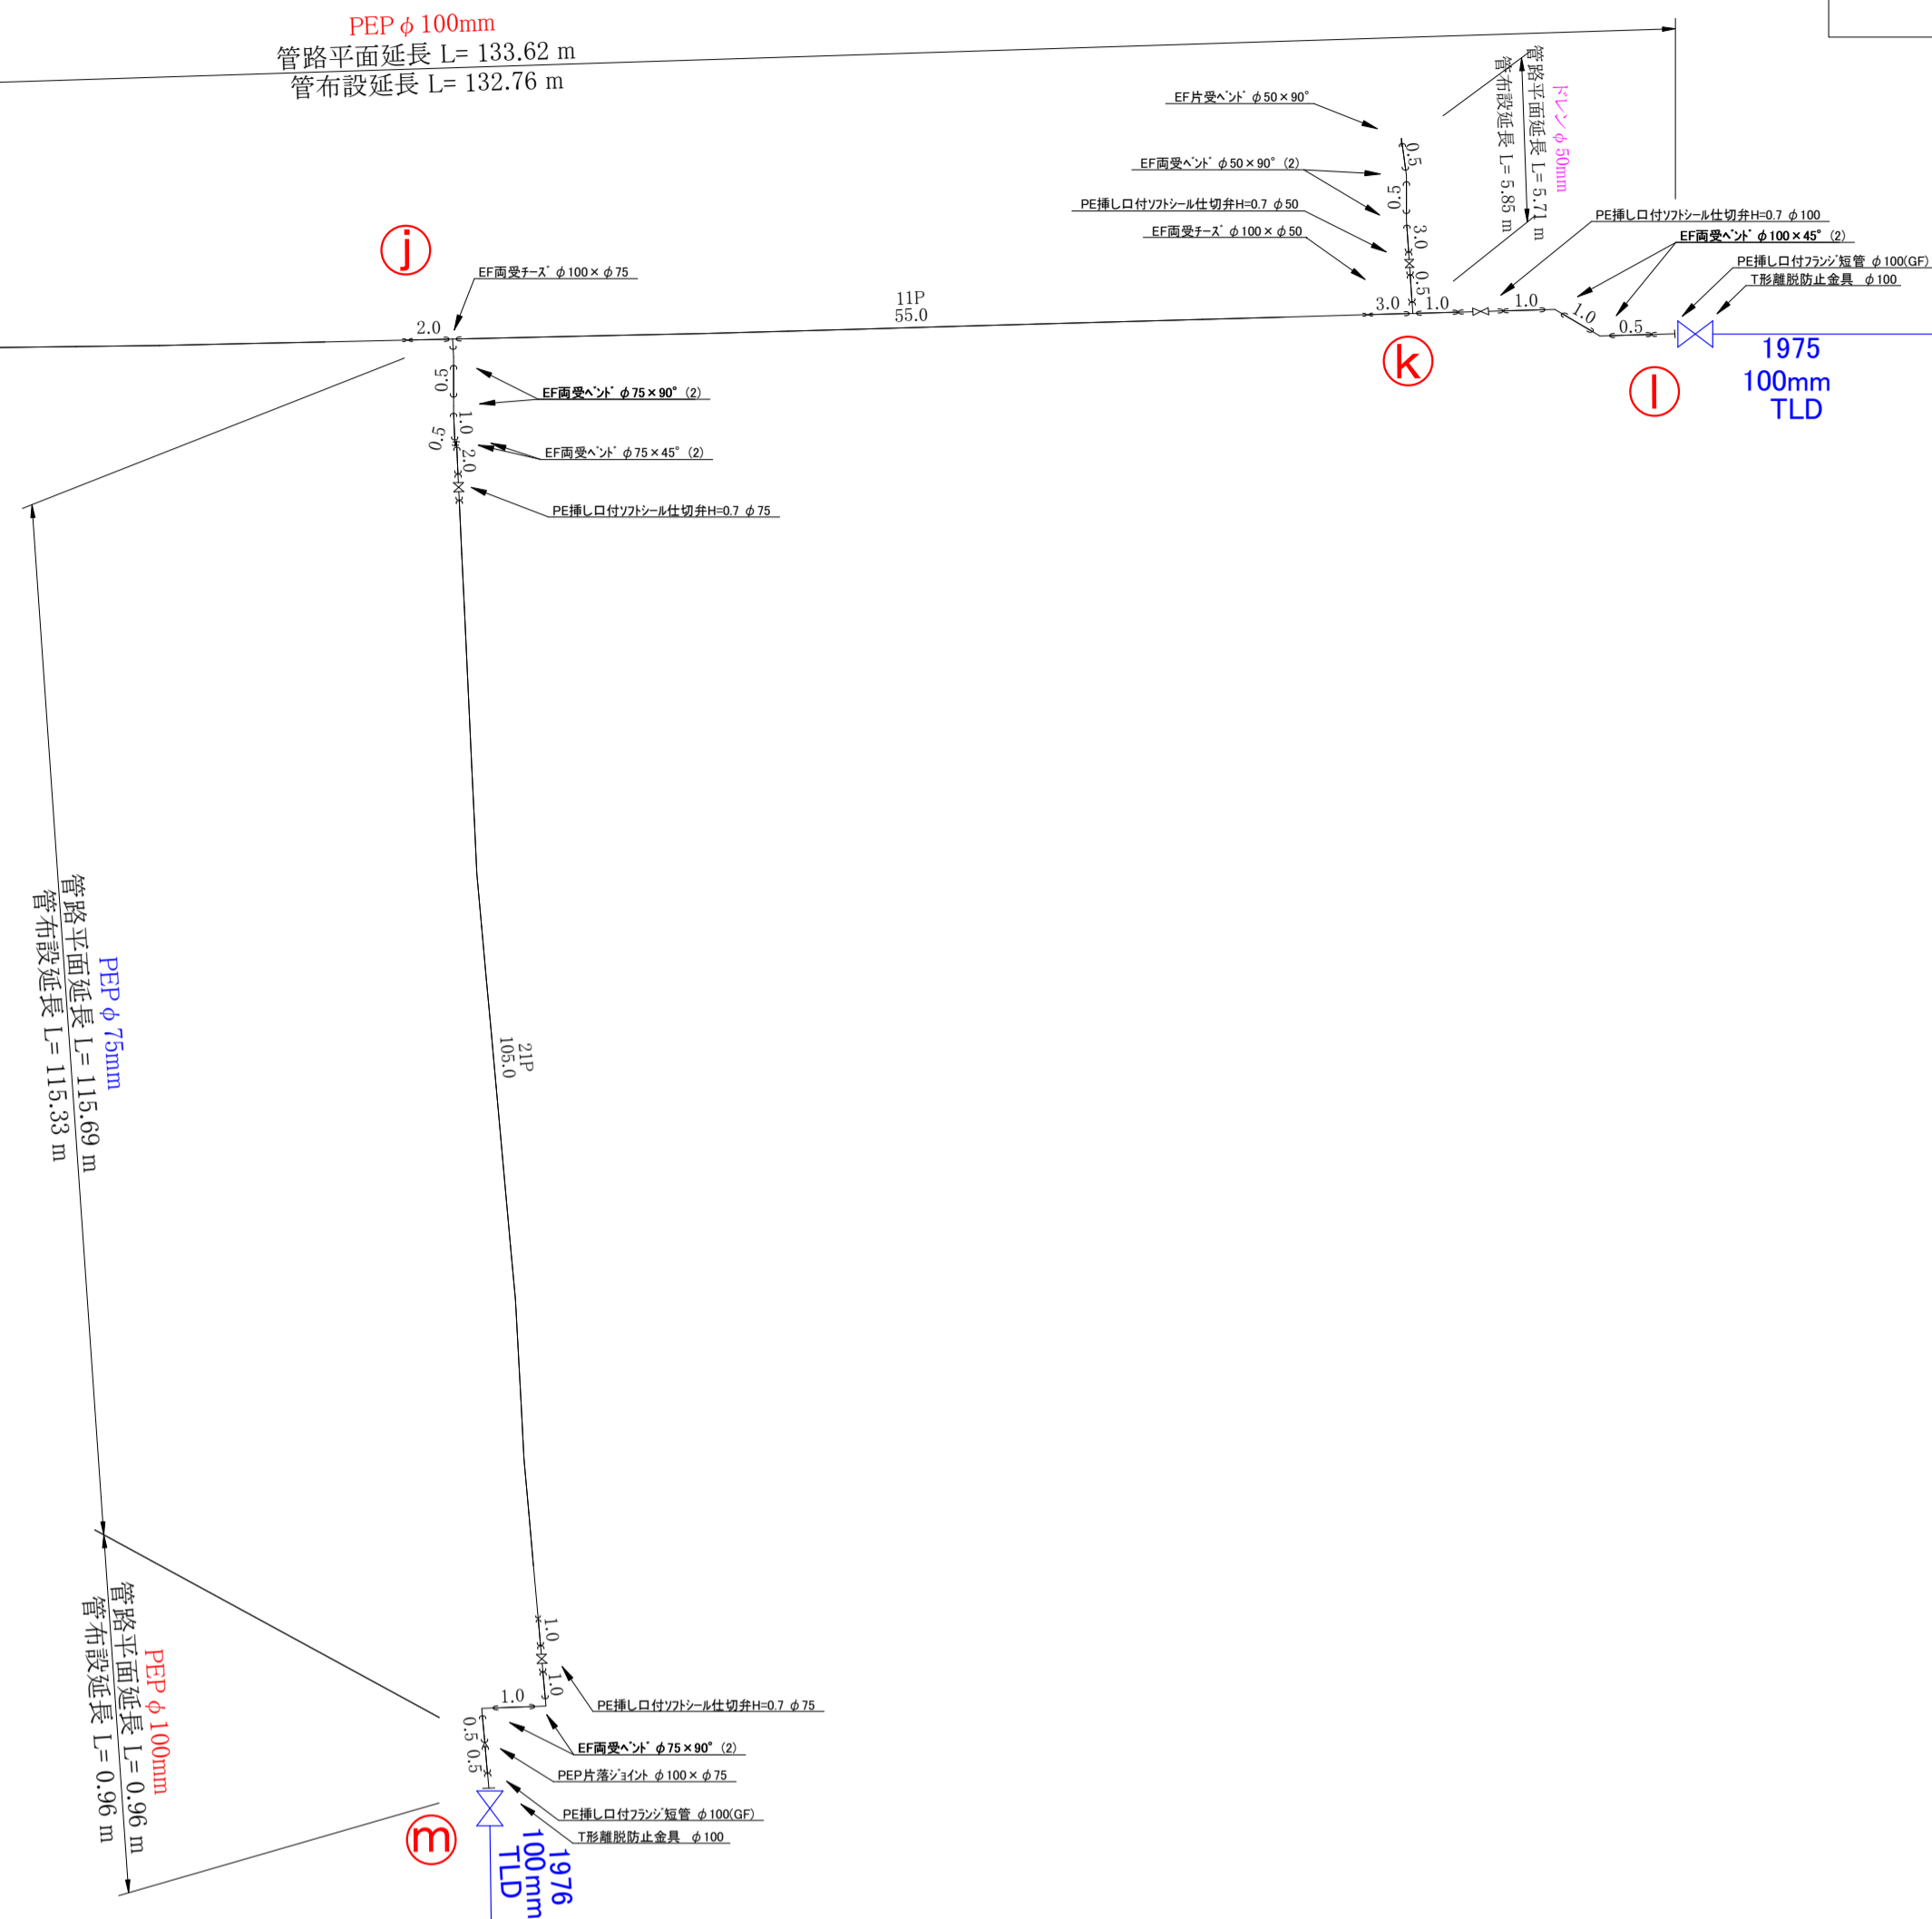 PEPφ100mm
管路平面延長 L= 133.62 m
管布設延長 L= 132.76 m
EF片受ベンド φ50×90°
EF両受ベンド φ50×90° (2)
PE挿し口付ソフトシール仕切弁H=0.7 φ50
EF両受チーズ φ100×φ50
0.5
0.5
3.0
0.5
管路平面延長 L= 5.71 m
管布設延長 L= 5.85 m
ドレンφ50mm
PE挿し口付ソフトシール仕切弁H=0.7 φ100
EF両受ベンド φ100×45° (2)
PE挿し口付フランジ短管 φ100(GF)
T形離脱防止金具 φ100
j
EF両受チーズ φ100×φ75
2.0
11P
55.0
3.0
1.0
1.0
1.0
0.5
k
l
1975
100mm
TLD
0.5
1.0
0.5
2.0
EF両受ベンド φ75×90° (2)
EF両受ベンド φ75×45° (2)
PE挿し口付ソフトシール仕切弁H=0.7 φ75
PEPφ75mm
管路平面延長 L= 115.69 m
管布設延長 L= 115.33 m
21P
105.0
1.0
1.0
1.0
0.5
0.5
PE挿し口付ソフトシール仕切弁H=0.7 φ75
EF両受ベンド φ75×90° (2)
PEP片落ジョイント φ100×φ75
PE挿し口付フランジ短管 φ100(GF)
T形離脱防止金具 φ100
PEPφ100mm
管路平面延長 L= 0.96 m
管布設延長 L= 0.96 m
m
1976
100mm
TLD